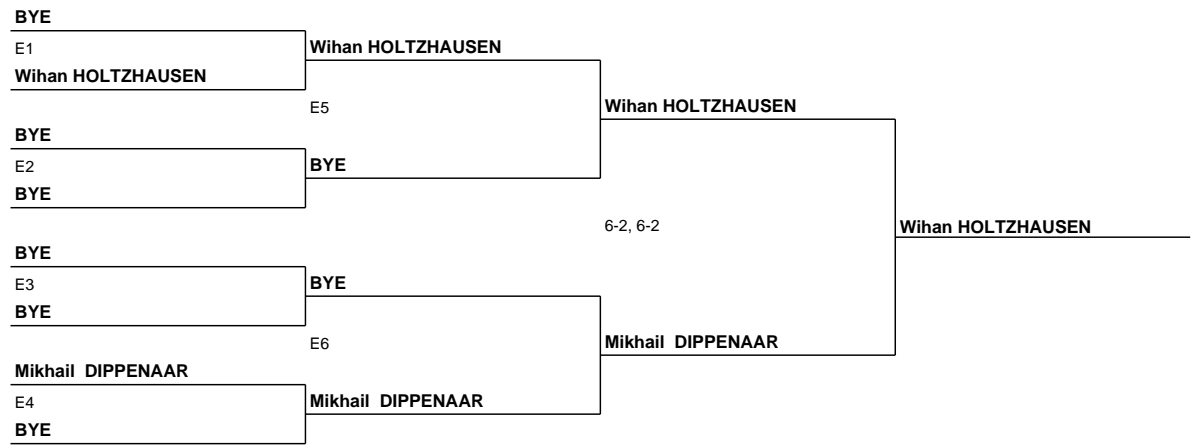 BYE
E1
Wihan HOLTZHAUSEN
Wihan HOLTZHAUSEN
E5
Wihan HOLTZHAUSEN
BYE
E2
BYE
BYE
6-2, 6-2
Wihan HOLTZHAUSEN
BYE
E3
BYE
BYE
E6
Mikhail DIPPENAAR
Mikhail DIPPENAAR
E4
Mikhail DIPPENAAR
BYE